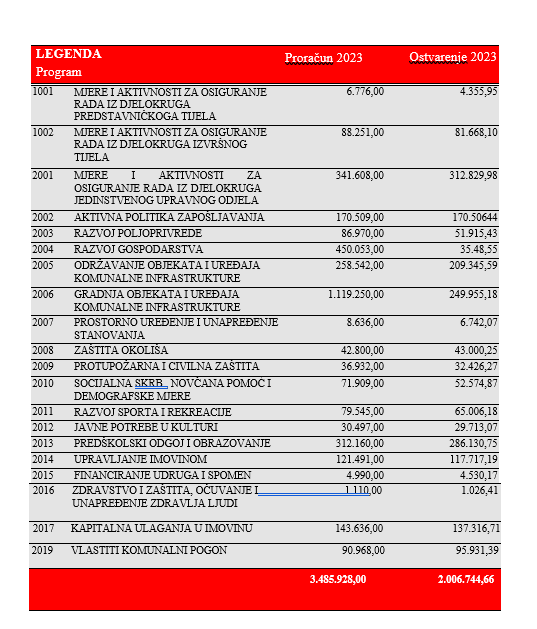 LEGENDA
Program Proračun 2023 Ostvarenje 2023
1001 MJERE I AKTIVNOSTI ZA OSIGURANJE 6.776,00 4.355,95
RADA IZ DJELOKRUGA
PREDSTAVNIČKOGA TIJELA
1002 MJERE I AKTIVNOSTI ZA OSIGURANJE 88.251,00 81.668,10
RADA IZ DJELOKRUGA IZVRŠNOG
TIJELA
2001 MJERE I AKTIVNOSTI ZA 341.608,00 312.829,98
OSIGURANJE RADA IZ DJELOKRUGA
JEDINSTVENOG UPRAVNOG ODJELA
2002 AKTIVNA POLITIKA ZAPOŠLJAVANJA 170.509,00 170.50644
2003 RAZVOJ POLJOPRIVREDE 86.970,00 51.915,43
2004 RAZVOJ GOSPODARSTVA 450.053,00 35.48,55
2005 ODRŽAVANJE OBJEKATA I UREĐAJA 258.542,00 209.345,59
KOMUNALNE INFRASTRUKTURE
2006 GRADNJA OBJEKATA I UREĐAJA 1.119.250,00 249.955,18
KOMUNALNE INFRASTRUKTURE
2007 PROSTORNO UREĐENJE I UNAPREĐENJE 8.636,00 6.742,07
STANOVANJA
2008 ZAŠTITA OKOLIŠA 42.800,00 43.000,25
2009 PROTUPOŽARNA I CIVILNA ZAŠTITA 36.932,00 32.426,27
2010 SOCIJALNA SKRB, NOVČANA POMOĆ I 71.909,00 52.574,87
DEMOGRAFSKE MJERE
2011 RAZVOJ SPORTA I REKREACIJE 79.545,00 65.006,18
2012 JAVNE POTREBE U KULTURI 30.497,00 29.713,07
2013 PREDŠKOLSKI ODGOJ I OBRAZOVANJE 312.160,00 286.130,75
2014 UPRAVLJANJE IMOVINOM 121.491,00 117.717,19
2015 FINANCIRANJE UDRUGA I SPOMEN 4.990,00 4.530,17
2016 ZDRAVSTVO I ZAŠTITA, OČUVANJE I 1.110,00 1.026,41
UNAPREĐENJE ZDRAVLJA LJUDI
2017 KAPITALNA ULAGANJA U IMOVINU 143.636,00 137.316,71
2019 VLASTITI KOMUNALNI POGON 90.968,00 95.931,39
3.485.928,00 2.006.744,66